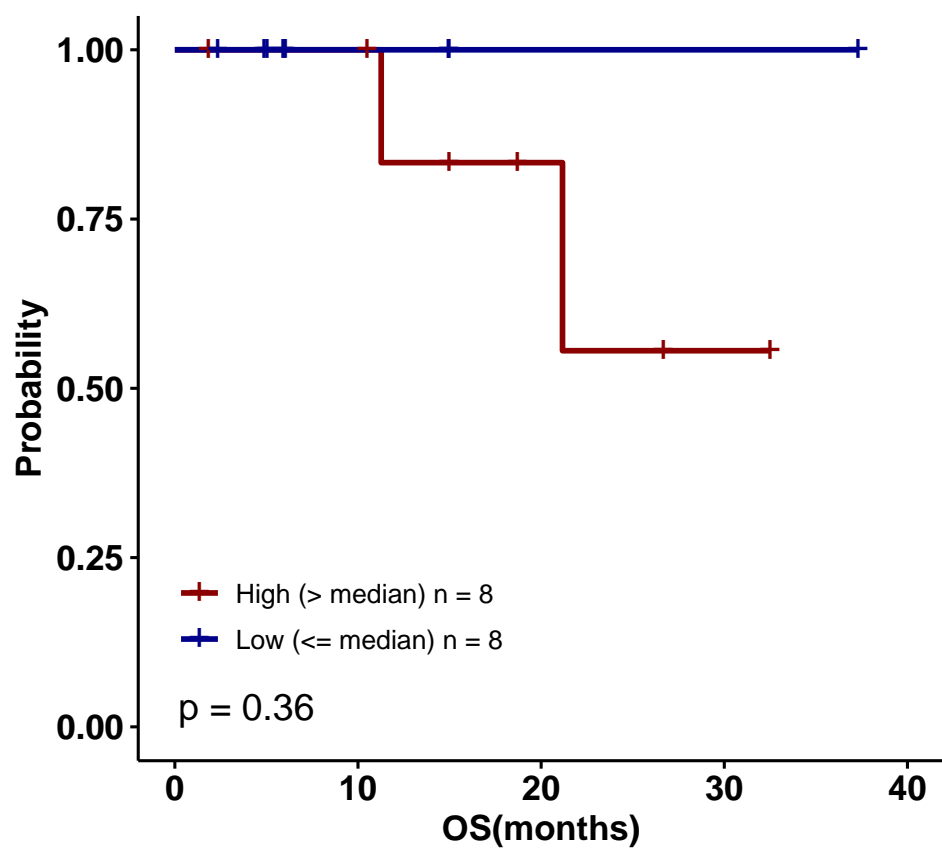 1.00
0.75
0.50
0.25
0.00
Probability
High (> median) n = 8
Low (<= median) n = 8
p = 0.36
0 10 20 30 40
OS(months)